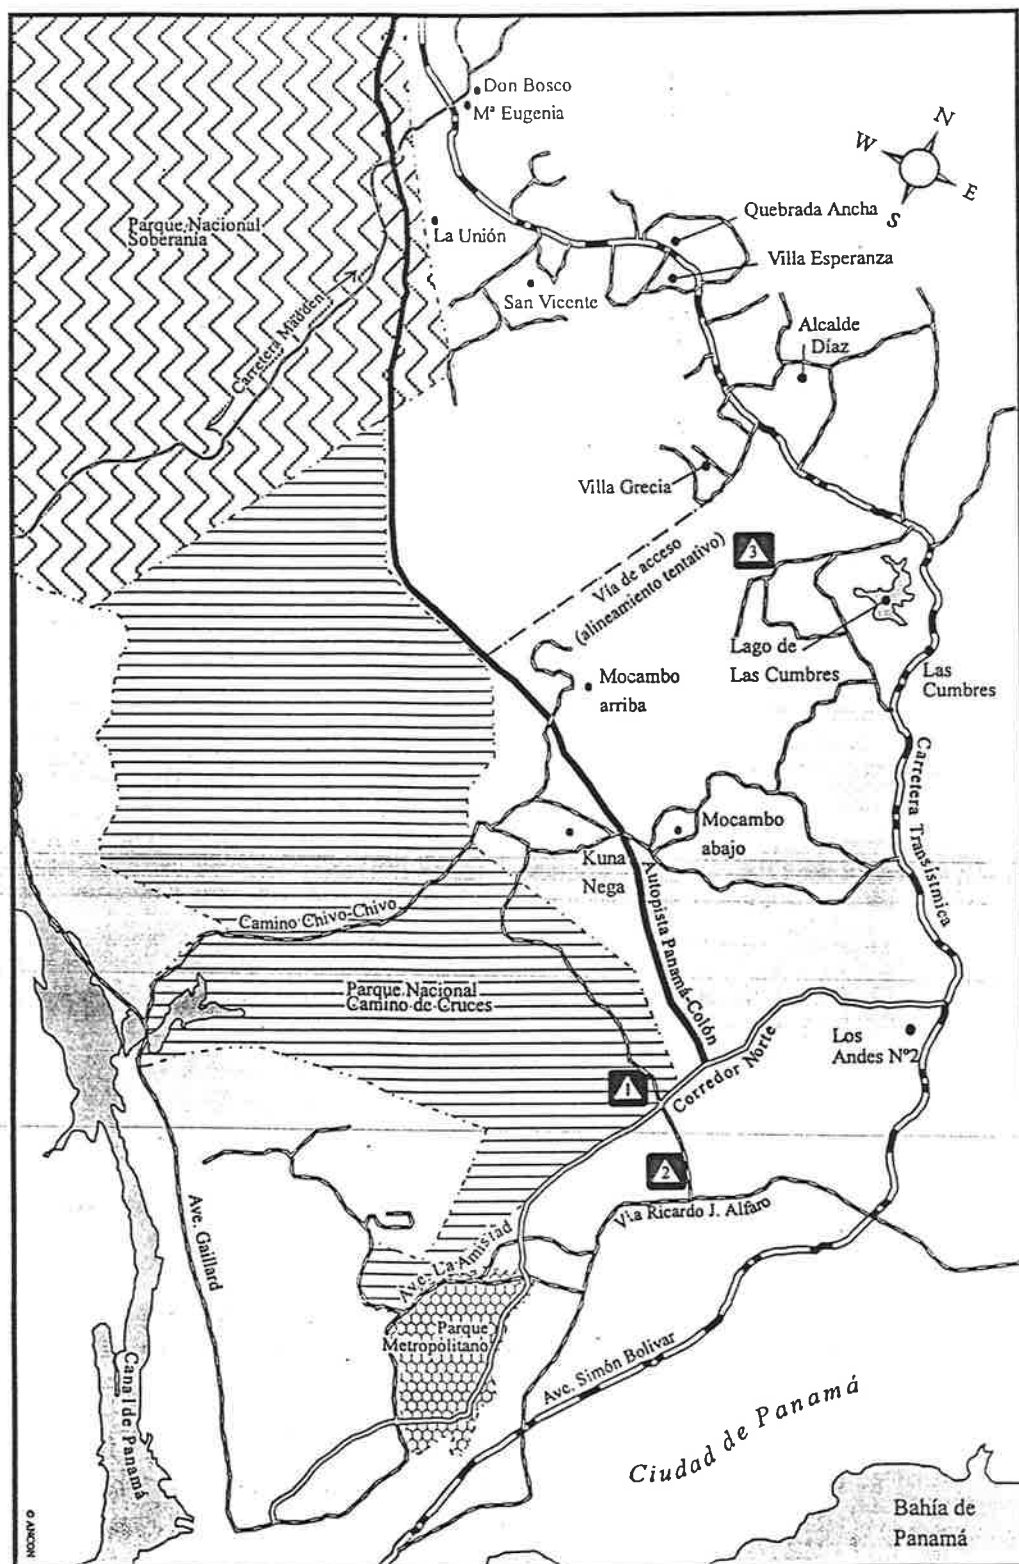 Don Bosco
Mª Eugenia
N
W
E
S
Parque Nacional
Soberanía
La Unión
Quebrada Ancha
Villa Esperanza
San Vicente
Carretera Madden
Alcalde
Díaz
Villa Grecia
Vía de acceso
(alineamiento tentativo)
3
Lago de
Las Cumbres
Las
Cumbres
Mocambo
arriba
Carretera Transístmica
Mocambo
abajo
Kuna
Nega
Autopista Panamá-Colón
Camino Chivo-Chivo
Parque Nacional
Camino de Cruces
Los
Andes Nº2
Corredor Norte
1
2
Vía Ricardo J. Alfaro
Ave. Gaillard
Ave. La Amistad
Parque
Metropolitano
Ave. Simón Bolívar
Canal de Panamá
Ciudad de Panamá
Bahía de
Panamá
© ANCON